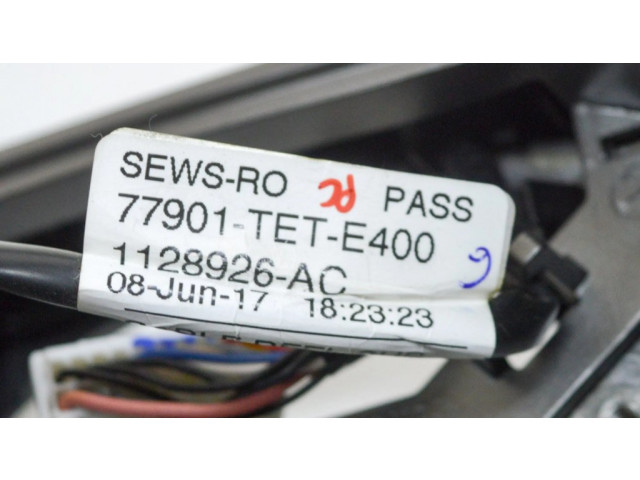 SEWS-RO PASS
77901-TET-E400
1128926-AC
08-Jun-17 18:23:23